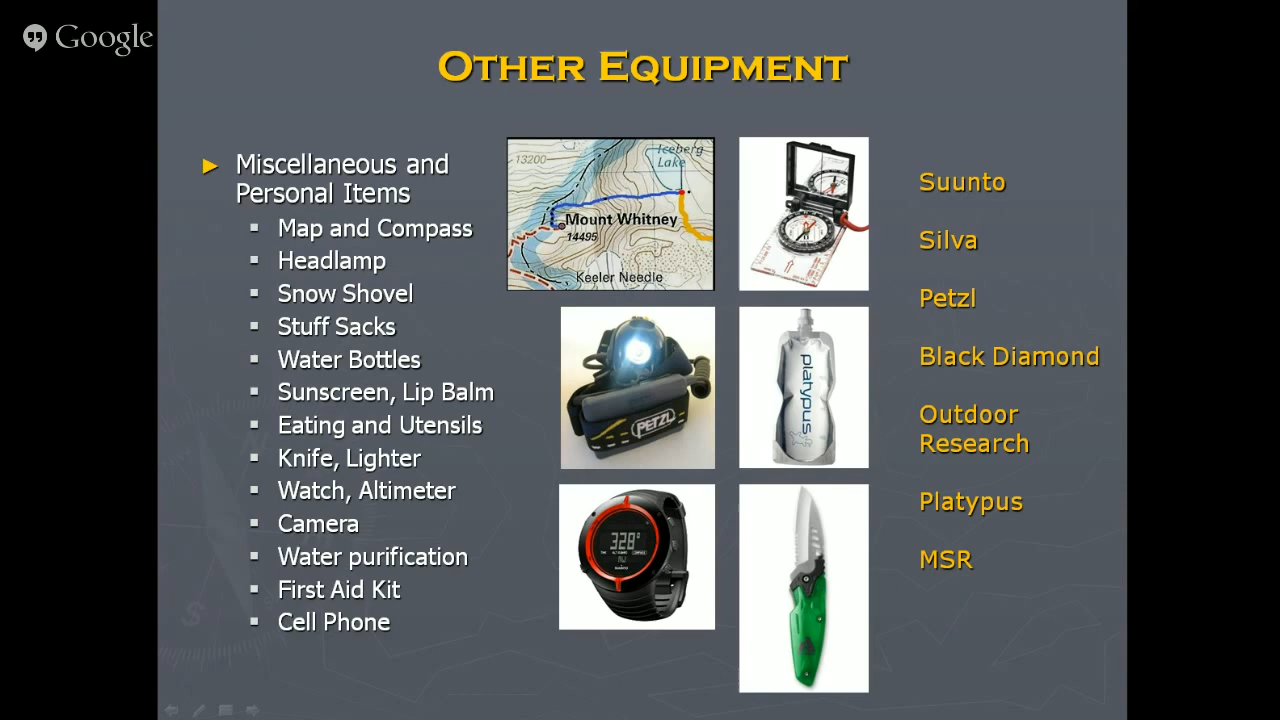 Google
OTHER EQUIPMENT
► Miscellaneous and
Personal Items
▪ Map and Compass
▪ Headlamp
▪ Snow Shovel
▪ Stuff Sacks
▪ Water Bottles
▪ Sunscreen, Lip Balm
▪ Eating and Utensils
▪ Knife, Lighter
▪ Watch, Altimeter
▪ Camera
▪ Water purification
▪ First Aid Kit
▪ Cell Phone
13200
Iceberg
Lake
Mount Whitney
14495
Keeler Needle
PETZL
platypus
328
SUUNTO
Suunto
Silva
Petzl
Black Diamond
Outdoor
Research
Platypus
MSR